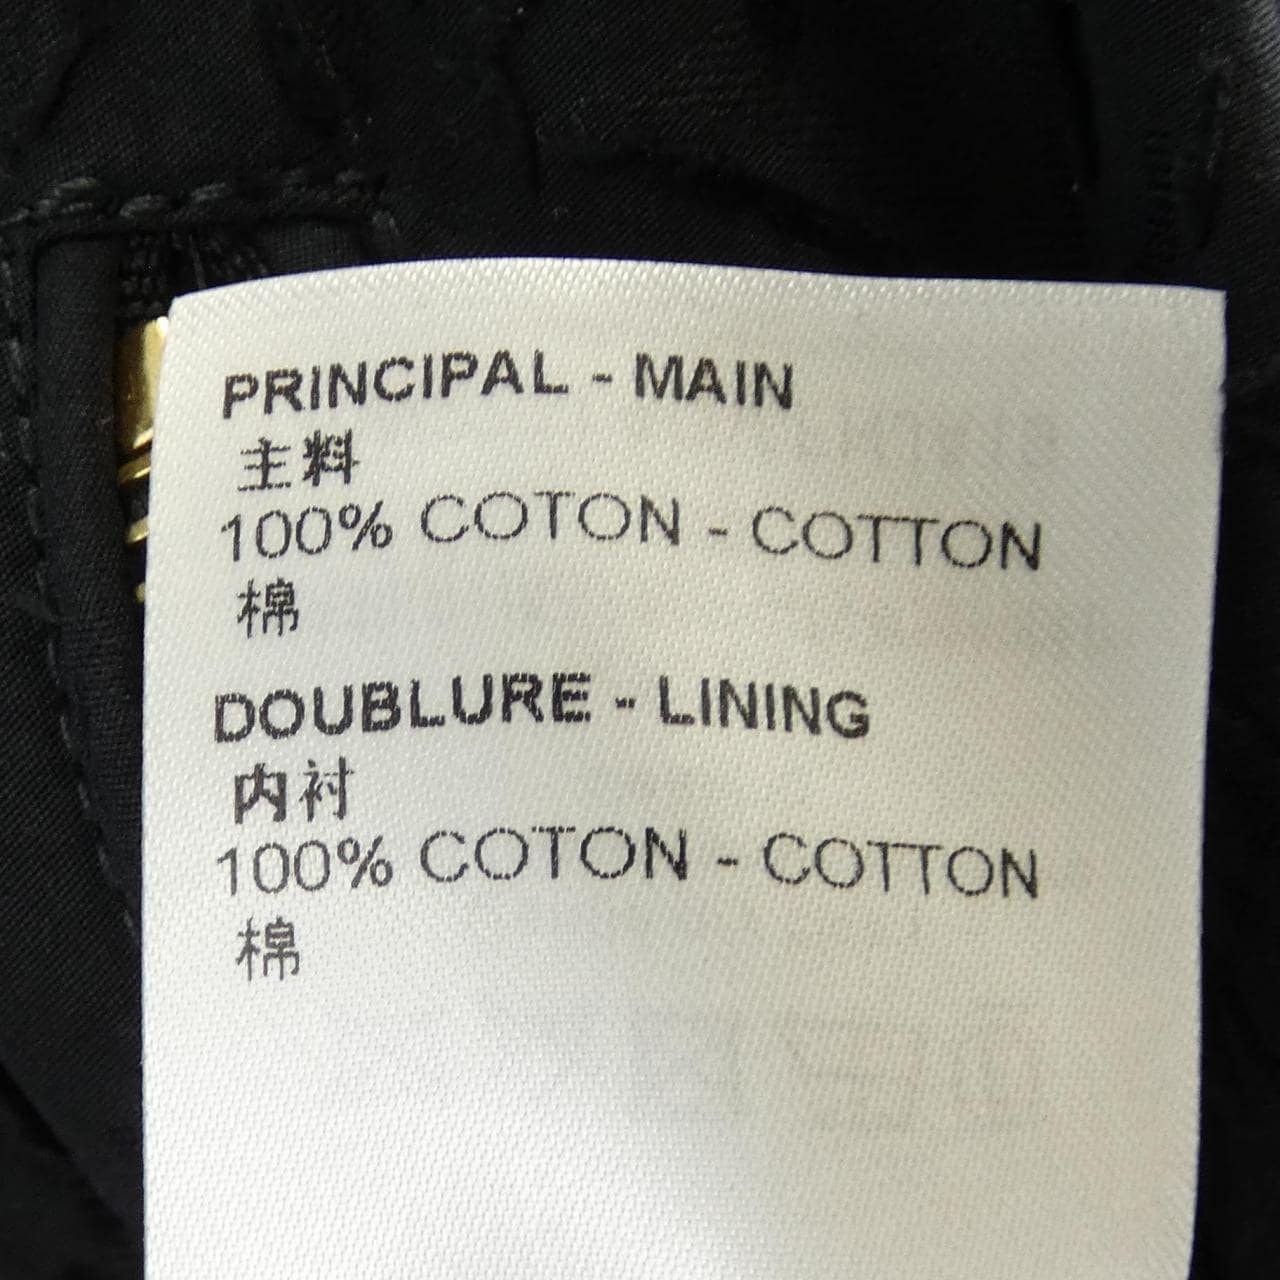 PRINCIPAL - MAIN
主料
100% COTON - COTTON
棉
DOUBLURE - LINING
内衬
100% COTON - COTTON
棉